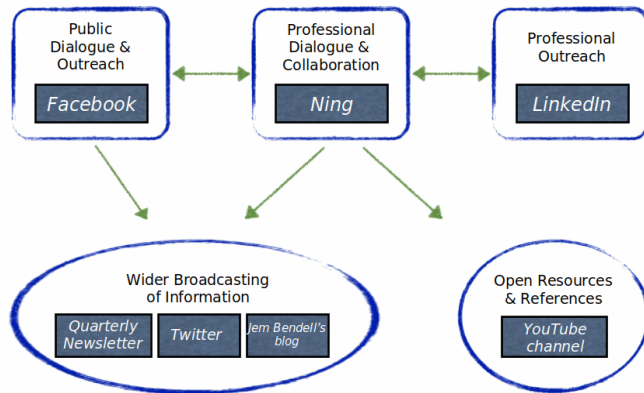 Public
Dialogue &
Outreach
Facebook
Professional
Dialogue &
Collaboration
Ning
Professional
Outreach
LinkedIn
Wider Broadcasting
of Information
Quarterly
Newsletter
Twitter
Jem Bendell's
blog
Open Resources
& References
YouTube
channel